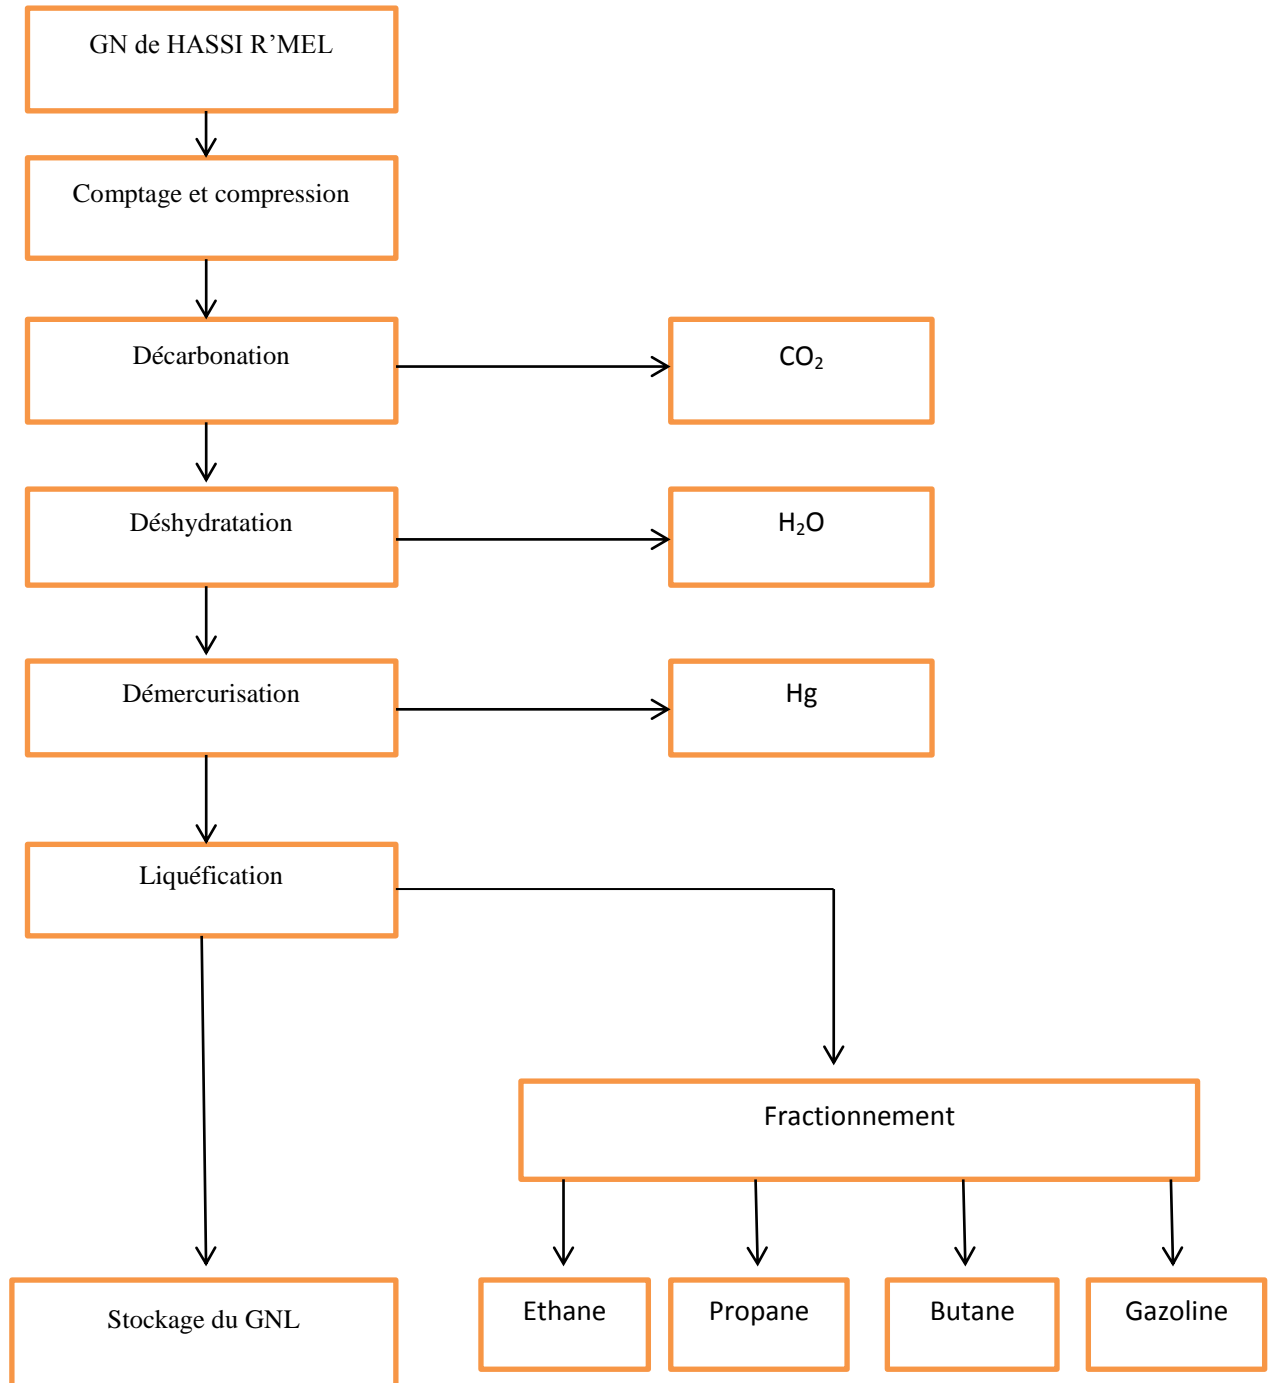 GN de HASSI R’MEL
Comptage et compression
Décarbonation
CO₂
Déshydratation
H₂O
Démercurisation
Hg
Liquéfication
Fractionnement
Ethane
Propane
Butane
Gazoline
Stockage du GNL